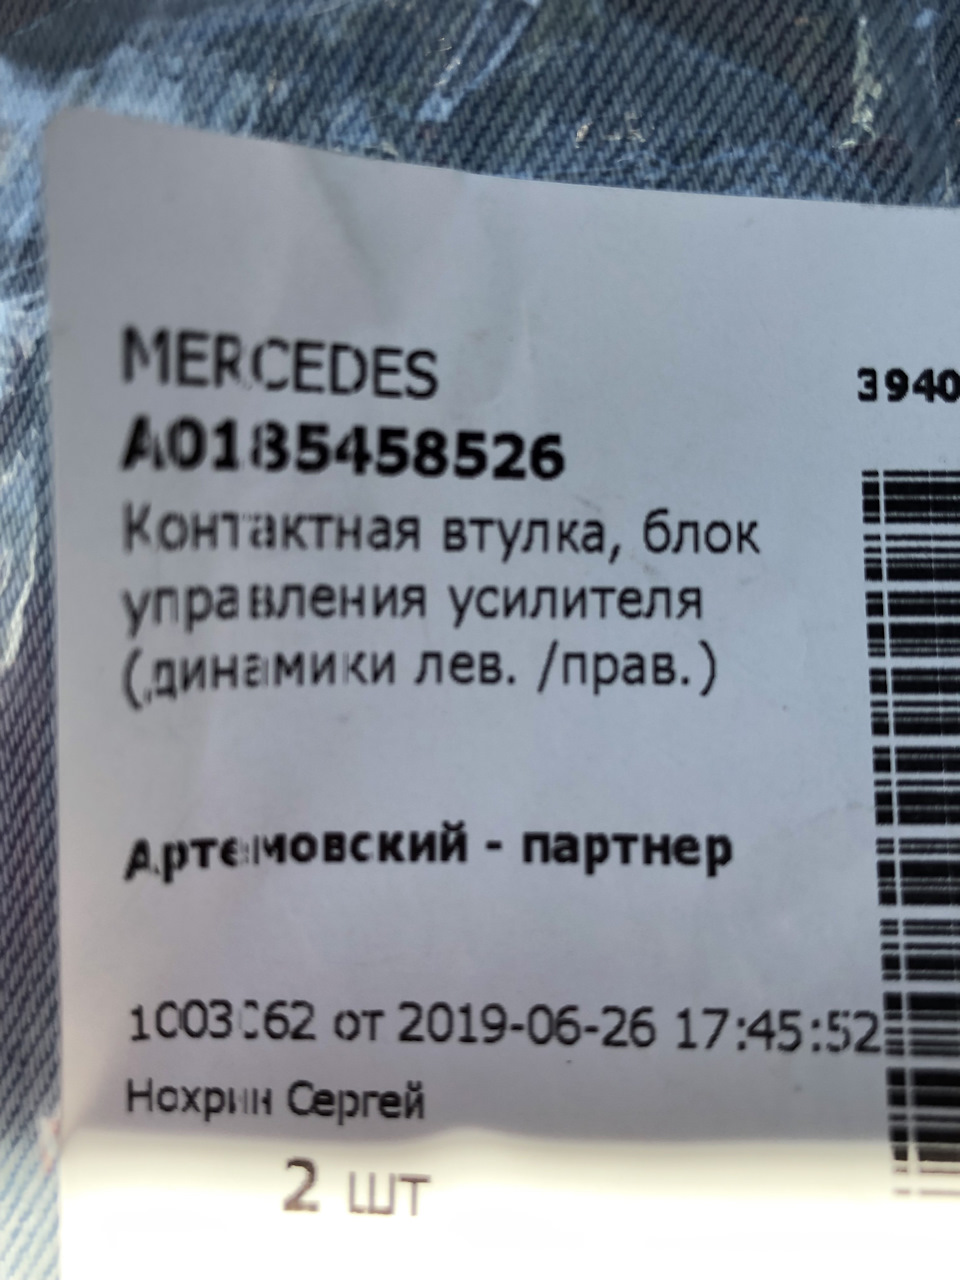 MERCEDES
3940
A0185458526
Контактная втулка, блок
управления усилителя
(динамики лев. /прав.)
Артемовский - партнер
от 2019-06-26 17:45:52
Нохрин Сергей
2 шт